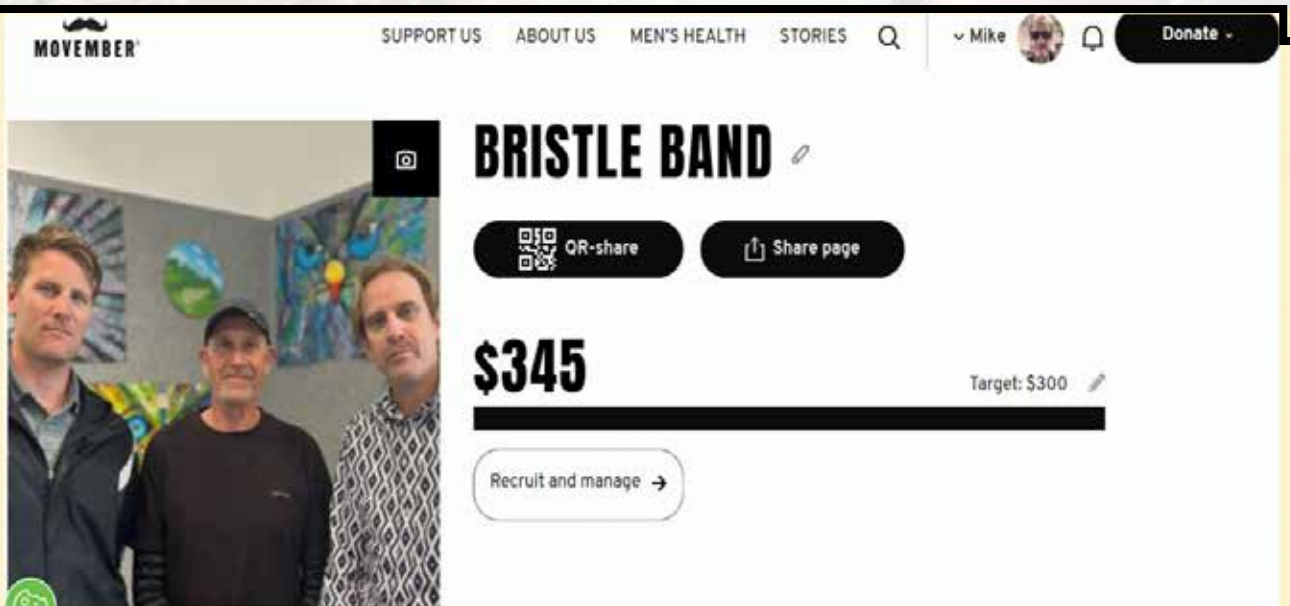 MOVEMBER®
SUPPORT US ABOUT US MEN'S HEALTH STORIES Mike Donate
BRISTLE BAND
QR-share Share page
$345
Target: $300
Recruit and manage →